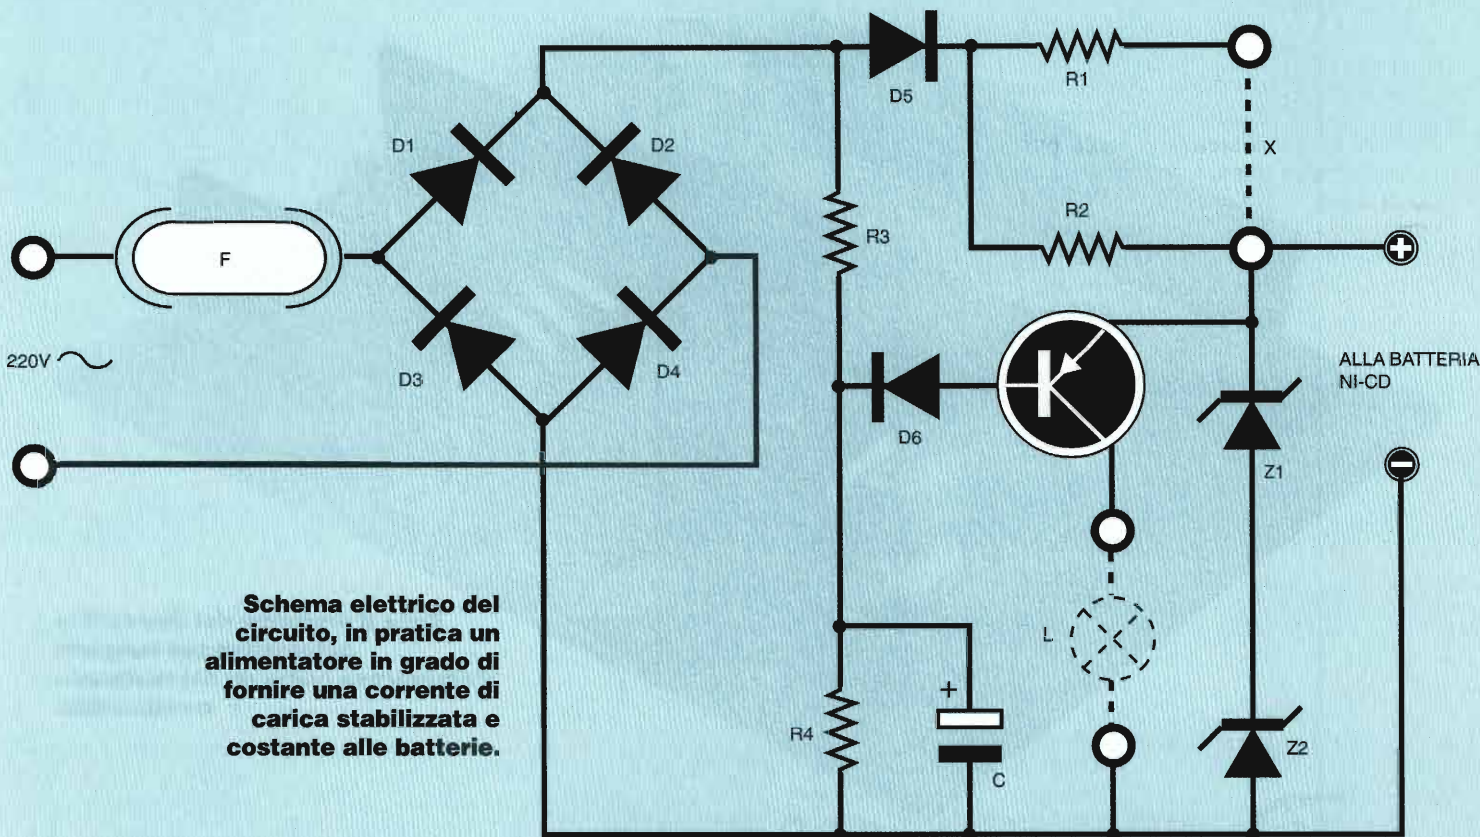 D5
R1
D1
D2
X
R2
R3
F
220V
D3
D4
D6
ALLA BATTERIA
NI-CD
Z1
Schema elettrico del
circuito, in pratica un
alimentatore in grado di
fornire una corrente di
carica stabilizzata e
costante alle batterie.
L
+
R4
C
Z2